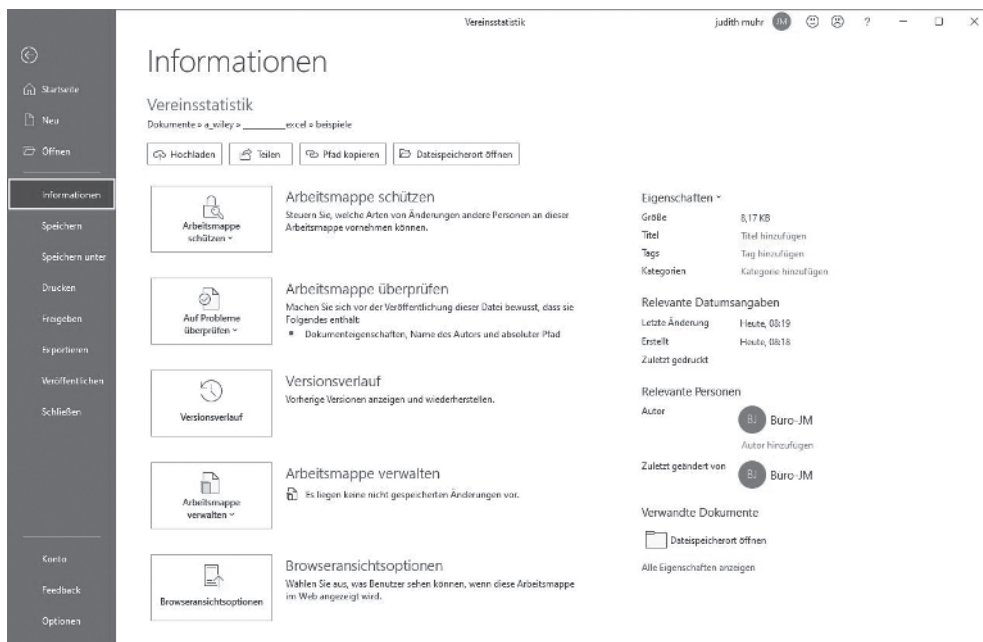 Vereinsstatistik
judith muhr JM ?
Startseite
Neu
Öffnen
Informationen
Speichern
Speichern unter
Drucken
Freigeben
Exportieren
Veröffentlichen
Schließen
Konto
Feedback
Optionen
Informationen
Vereinsstatistik
Dokumente » a_wiley » ________excel » beispiele
Hochladen
Teilen
Pfad kopieren
Dateispeicherort öffnen
Arbeitsmappe
schützen
Arbeitsmappe schützen
Steuern Sie, welche Arten von Änderungen andere Personen an dieser
Arbeitsmappe vornehmen können.
Auf Probleme
überprüfen
Arbeitsmappe überprüfen
Machen Sie sich vor der Veröffentlichung dieser Datei bewusst, dass sie
Folgendes enthält:
Dokumenteigenschaften, Name des Autors und absoluter Pfad
Versionsverlauf
Versionsverlauf
Vorherige Versionen anzeigen und wiederherstellen.
Arbeitsmappe
verwalten
Arbeitsmappe verwalten
Es liegen keine nicht gespeicherten Änderungen vor.
Browseransichtsoptionen
Browseransichtsoptionen
Wählen Sie aus, was Benutzer sehen können, wenn diese Arbeitsmappe
im Web angezeigt wird.
Eigenschaften
Größe 8,17 KB
Titel Titel hinzufügen
Tags Tag hinzufügen
Kategorien Kategorie hinzufügen
Relevante Datumsangaben
Letzte Änderung Heute, 08:19
Erstellt Heute, 08:18
Zuletzt gedruckt
Relevante Personen
Autor BJ Büro-JM
Autor hinzufügen
Zuletzt geändert von BJ Büro-JM
Verwandte Dokumente
Dateispeicherort öffnen
Alle Eigenschaften anzeigen